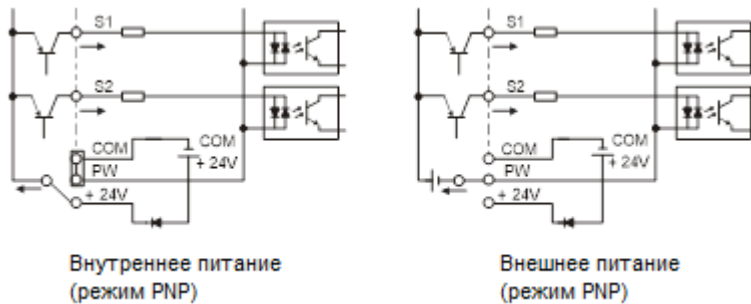 S1
S2
COM
COM
PW
+ 24V
+ 24V
Внутреннее питание
(режим PNP)
S1
S2
COM
COM
PW
+ 24V
+ 24V
Внешнее питание
(режим PNP)